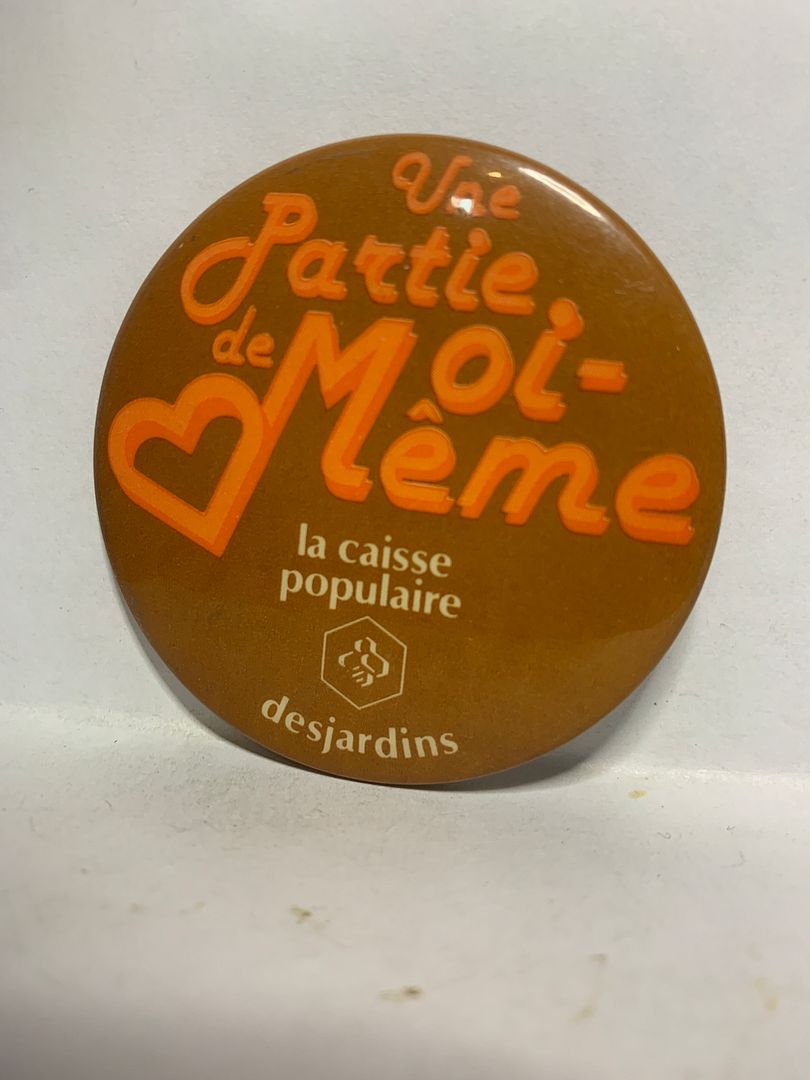 Une
Partie
de Moi-
Même
la caisse
populaire
desjardins